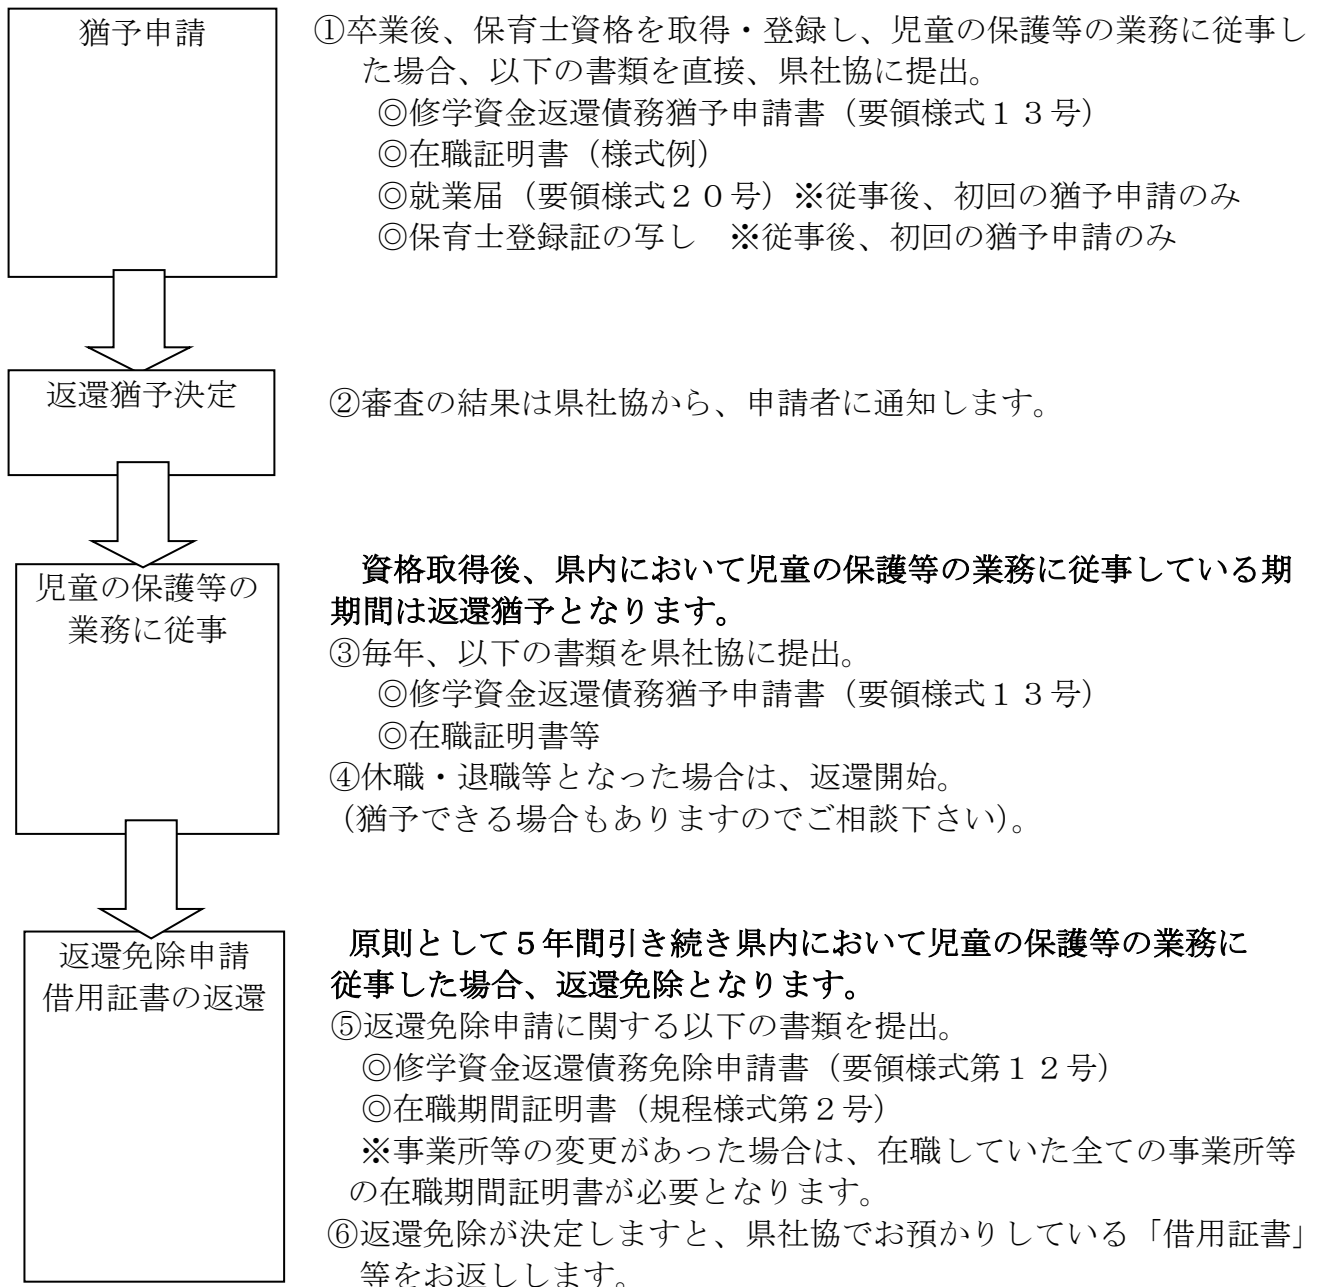 猶予申請
①卒業後、保育士資格を取得・登録し、児童の保護等の業務に従事し
た場合、以下の書類を直接、県社協に提出。
◎修学資金返還債務猶予申請書（要領様式１３号）
◎在職証明書（様式例）
◎就業届（要領様式２０号）※従事後、初回の猶予申請のみ
◎保育士登録証の写し　※従事後、初回の猶予申請のみ
返還猶予決定
②審査の結果は県社協から、申請者に通知します。
児童の保護等の
業務に従事
資格取得後、県内において児童の保護等の業務に従事している期
期間は返還猶予となります。
③毎年、以下の書類を県社協に提出。
◎修学資金返還債務猶予申請書（要領様式１３号）
◎在職証明書等
④休職・退職等となった場合は、返還開始。
（猶予できる場合もありますのでご相談下さい）。
返還免除申請
借用証書の返還
原則として５年間引き続き県内において児童の保護等の業務に
従事した場合、返還免除となります。
⑤返還免除申請に関する以下の書類を提出。
◎修学資金返還債務免除申請書（要領様式第１２号）
◎在職期間証明書（規程様式第２号）
※事業所等の変更があった場合は、在職していた全ての事業所等
の在職期間証明書が必要となります。
⑥返還免除が決定しますと、県社協でお預かりしている「借用証書」
等をお返しします。